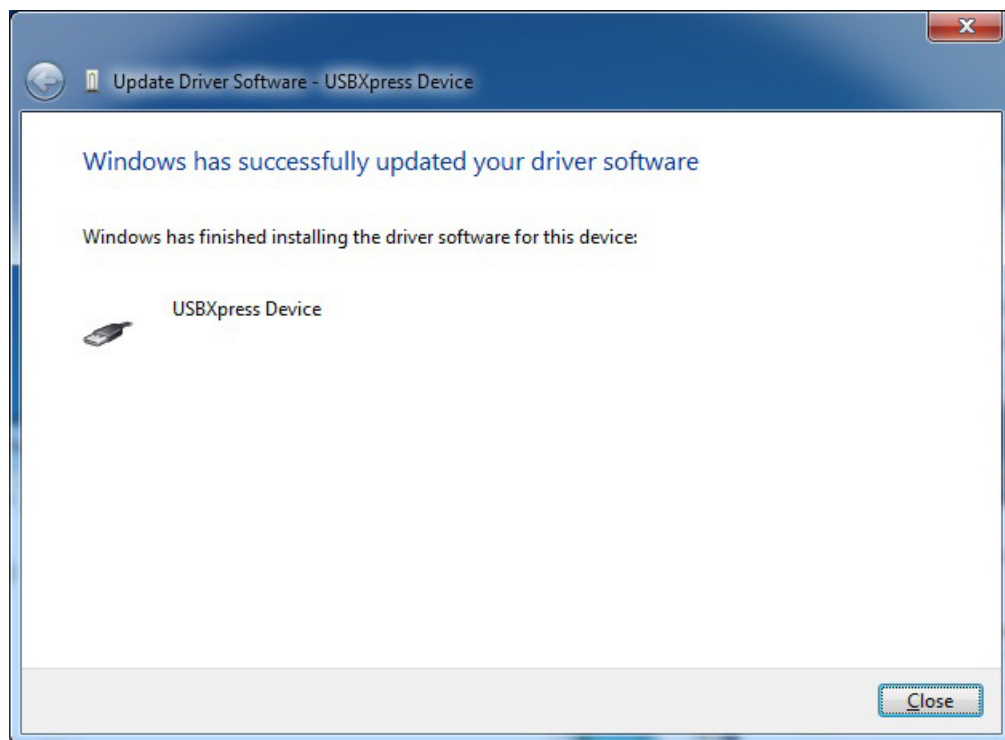 Update Driver Software - USBXpress Device
Windows has successfully updated your driver software
Windows has finished installing the driver software for this device:
USBXpress Device
Close